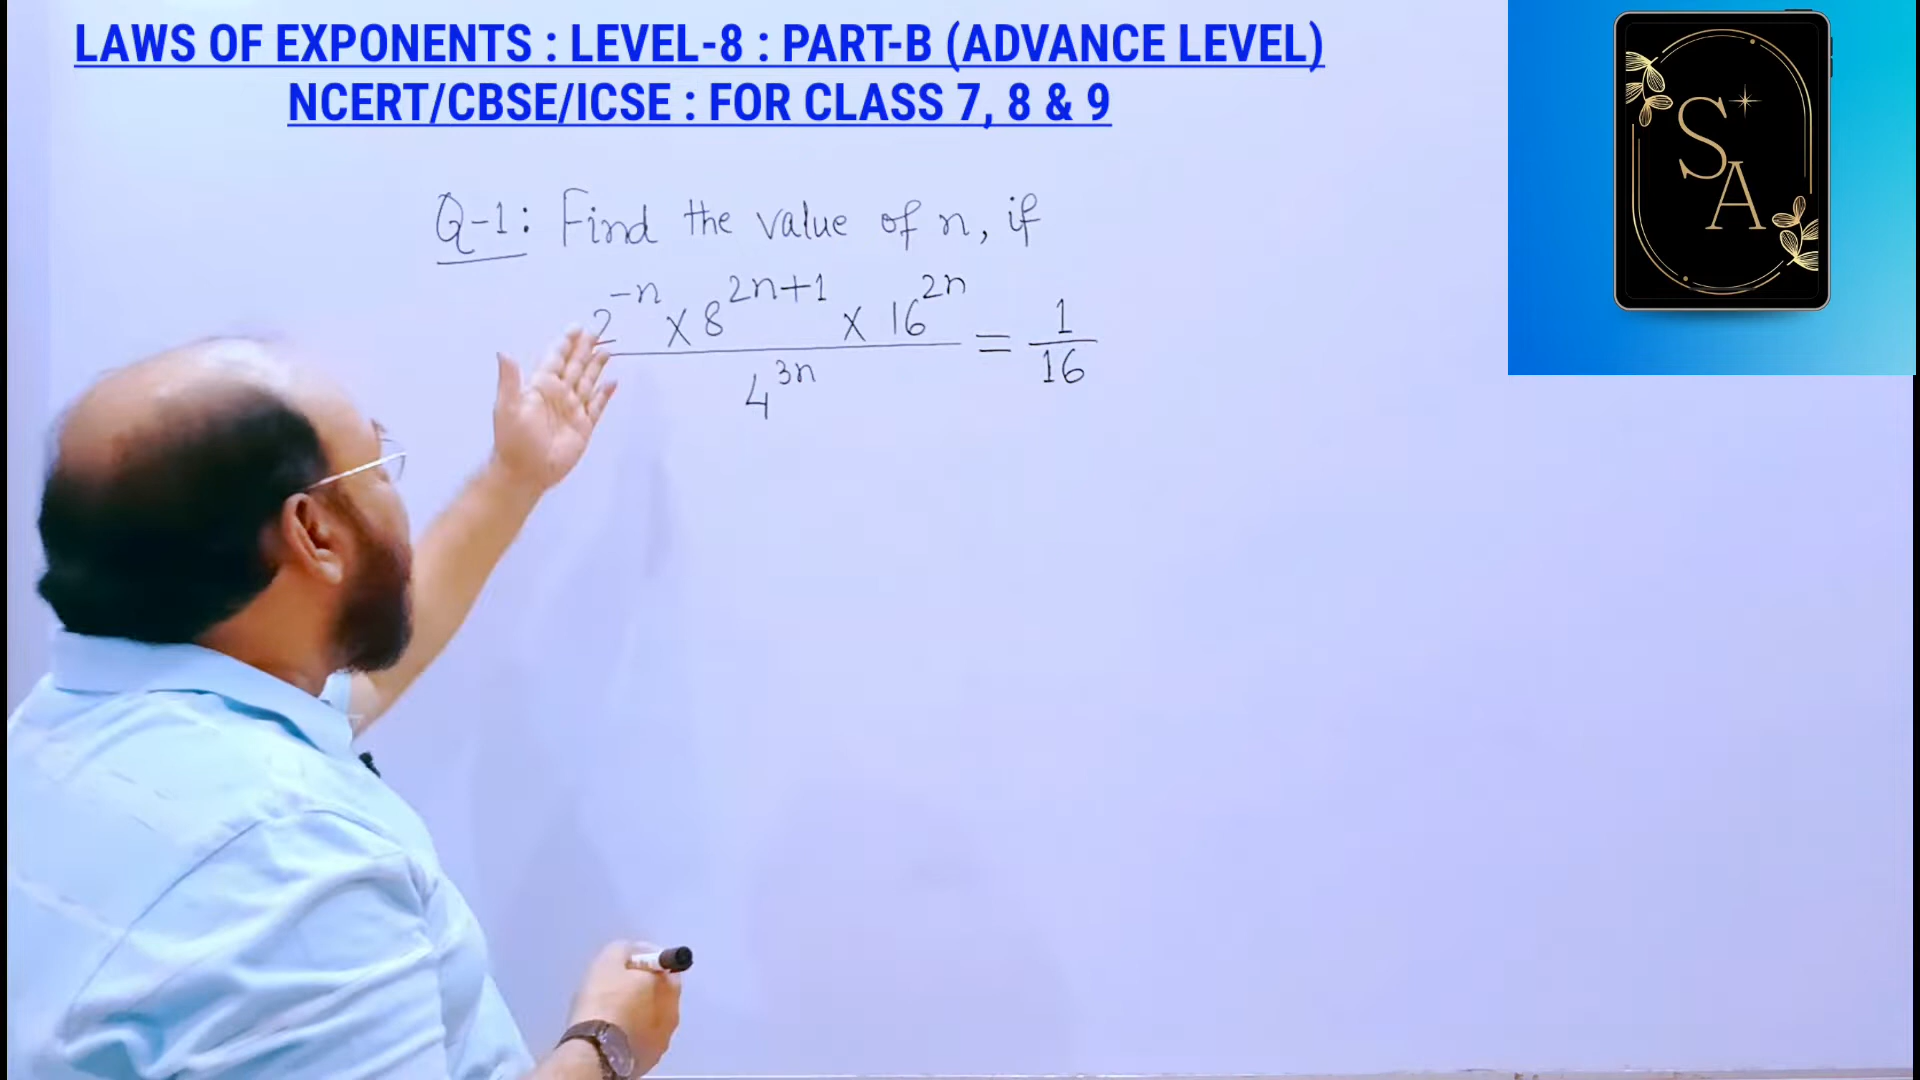 LAWS OF EXPONENTS : LEVEL-8 : PART-B (ADVANCE LEVEL)
NCERT/CBSE/ICSE : FOR CLASS 7, 8 & 9
S
A
Q-1: Find the value of n, if
2^{-n} × 8^{2n+1} × 16^{2n} / 4^{3n} = 1/16